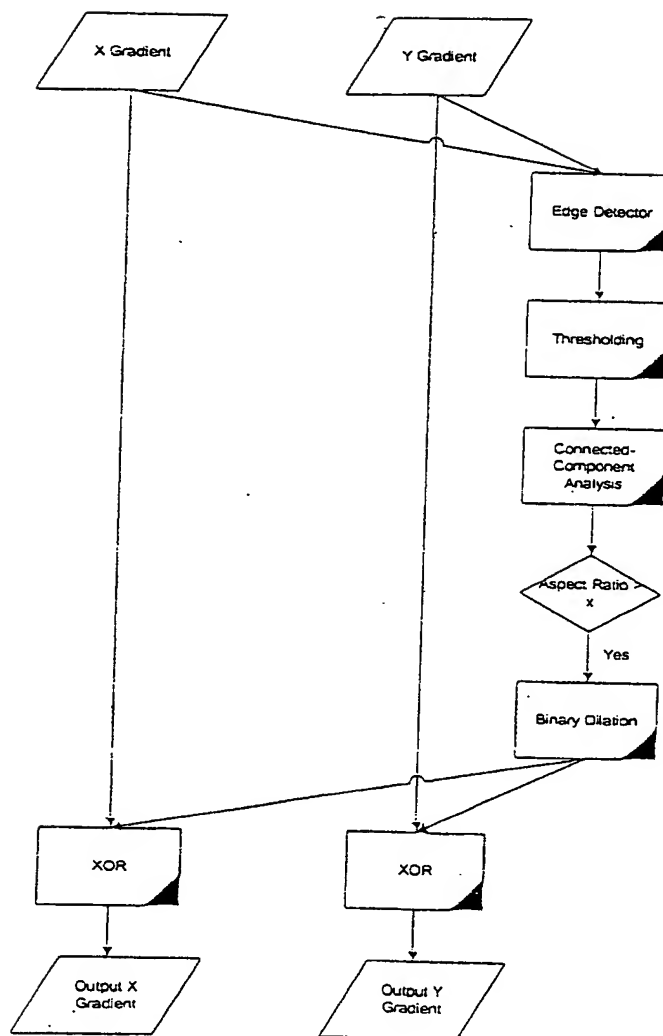 X Gradient
Y Gradient
Edge Detector
Thresholding
Connected-
Component
Analysis
Aspect Ratio >
x
Yes
Binary Dilation
XOR
XOR
Output X
Gradient
Output Y
Gradient